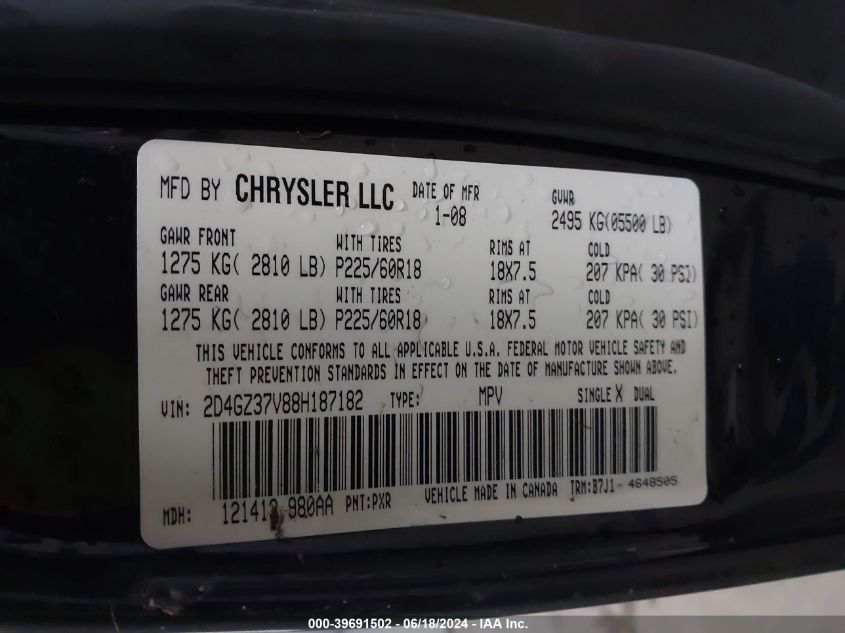 MFD BY CHRYSLER LLC DATE OF MFR GVWR
1-08 2495 KG(05500 LB)
GAWR FRONT WITH TIRES RIMS AT COLD
1275 KG( 2810 LB) P225/60R18 18X7.5 207 KPA( 30 PSI)
GAWR REAR WITH TIRES RIMS AT COLD
1275 KG( 2810 LB) P225/60R18 18X7.5 207 KPA( 30 PSI)
THIS VEHICLE CONFORMS TO ALL APPLICABLE U.S.A. FEDERAL MOTOR VEHICLE SAFETY AND
THEFT PREVENTION STANDARDS IN EFFECT ON THE DATE OF MANUFACTURE SHOWN ABOVE.
VIN: 2D4GZ37V88H187182 TYPE: MPV SINGLE X DUAL
MDH: 980AA PNT:PXR VEHICLE MADE IN CANADA TRM:B7J1 - 4648505
000-39691502 - 06/18/2024 - IAA Inc.